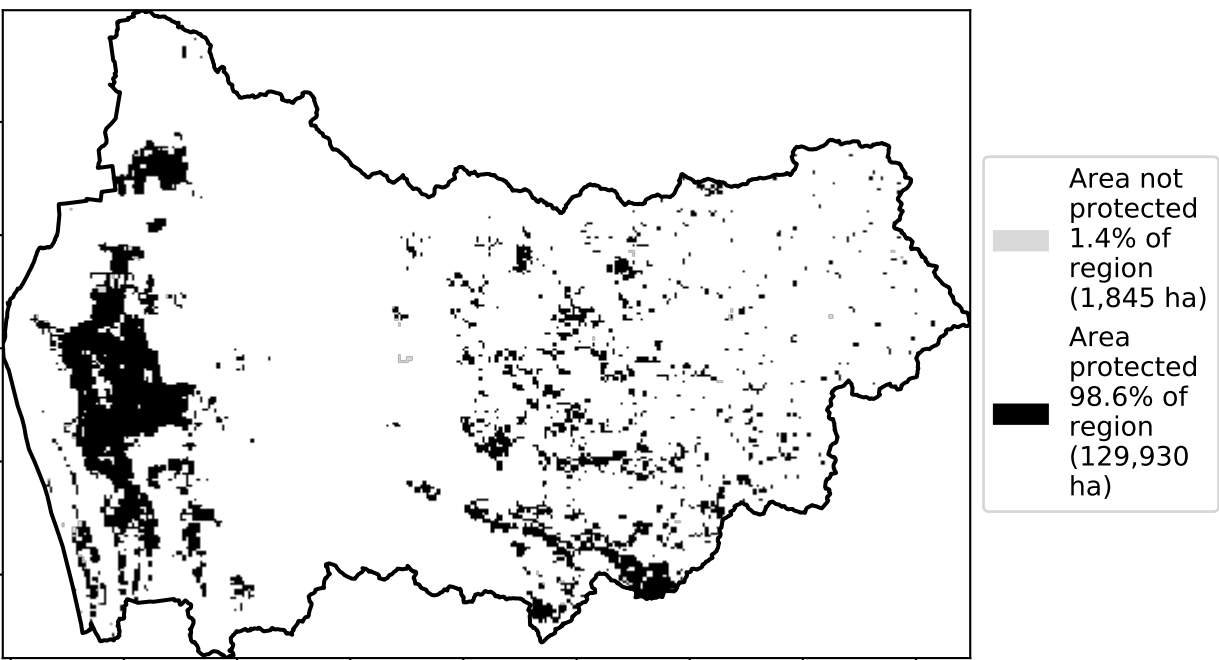 Area not
protected
1.4% of
region
(1,845 ha)
Area
protected
98.6% of
region
(129,930
ha)